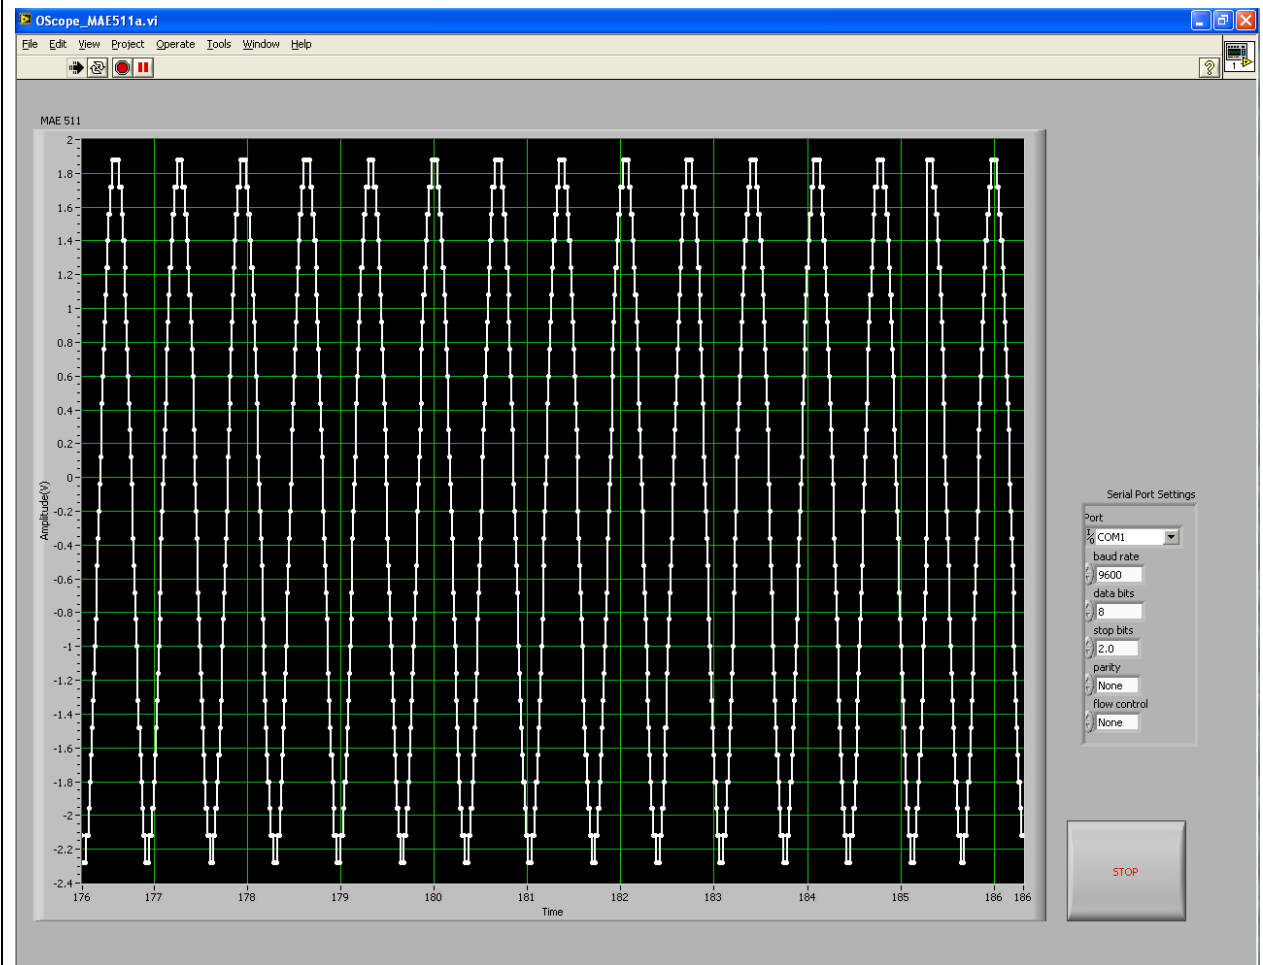 OScope_MAE511a.vi
File Edit View Project Operate Tools Window Help
1
MAE 511
2
1.8
1.6
1.4
1.2
1
0.8
0.6
0.4
0.2
0
-0.2
-0.4
-0.6
-0.8
-1
-1.2
-1.4
-1.6
-1.8
-2
-2.2
-2.4
Amplitude(V)
176 177 178 179 180 181 182 183 184 185 186 186
Time
Serial Port Settings
Port
COM1
baud rate
9600
data bits
8
stop bits
2.0
parity
None
flow control
None
STOP